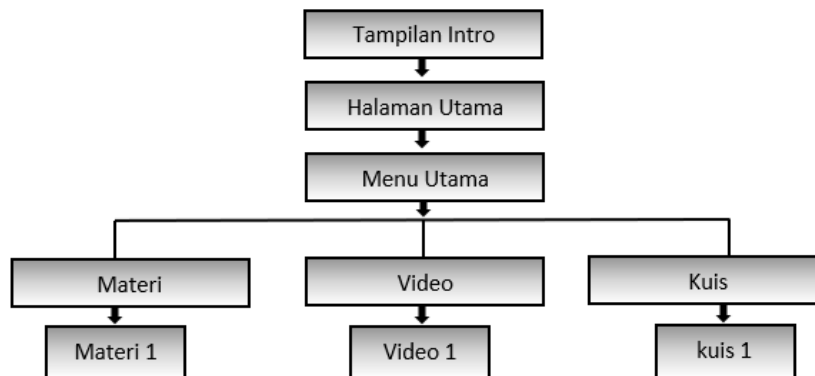 Tampilan Intro
Halaman Utama
Menu Utama
Materi
Video
Kuis
Materi 1
Video 1
kuis 1